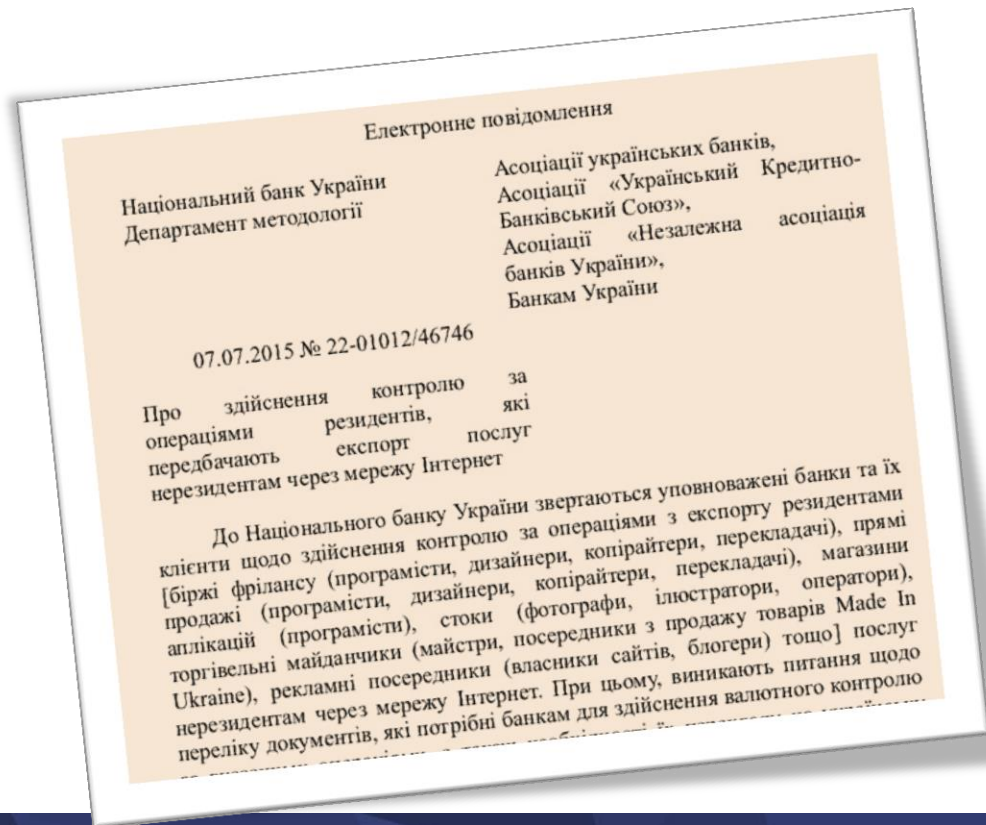 Електронне повідомлення
Національний банк України
Департамент методології
Асоціації українських банків,
Асоціації «Український Кредитно-
Банківський Союз»,
Асоціації «Незалежна асоціація
банків України»,
Банкам України
07.07.2015 № 22-01012/46746
Про здійснення контролю за
операціями резидентів, які
передбачають експорт послуг
нерезидентам через мережу Інтернет
До Національного банку України звертаються уповноважені банки та їх
клієнти щодо здійснення контролю за операціями з експорту резидентами
[біржі фрілансу (програмісти, дизайнери, копірайтери, перекладачі), прямі
продажі (програмісти, дизайнери, копірайтери, перекладачі), магазини
аплікацій (програмісти), стоки (фотографи, ілюстратори, оператори),
торгівельні майданчики (майстри, посередники з продажу товарів Made In
Ukraine), рекламні посередники (власники сайтів, блогери) тощо] послуг
нерезидентам через мережу Інтернет. При цьому, виникають питання щодо
переліку документів, які потрібні банкам для здійснення валютного контролю